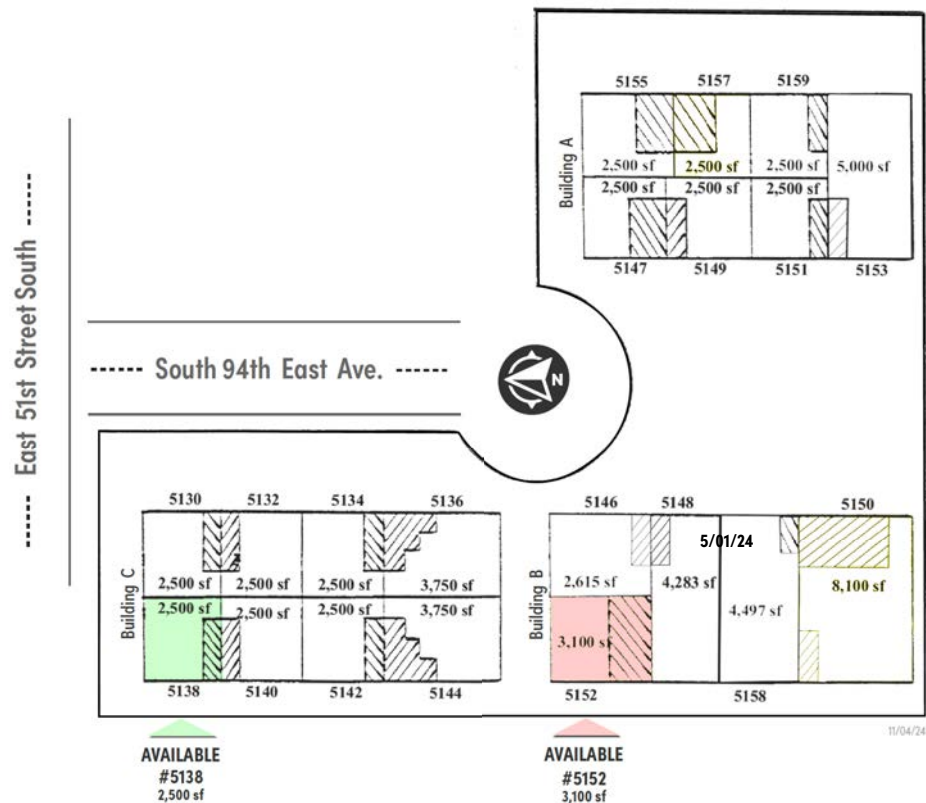 5155 5157 5159
Building A
2,500 sf 2,500 sf 2,500 sf 5,000 sf
2,500 sf 2,500 sf 2,500 sf
5147 5149 5151 5153
East 51st Street South
South 94th East Ave.
N
5130 5132 5134 5136
Building C
2,500 sf 2,500 sf 2,500 sf 3,750 sf
2,500 sf 2,500 sf 2,500 sf 3,750 sf
5138 5140 5142 5144
5146 5148 5150
5/01/24
Building B
2,615 sf 4,283 sf 4,497 sf 8,100 sf
3,100 sf
5152 5158
11/04/24
AVAILABLE
#5138
2,500 sf
AVAILABLE
#5152
3,100 sf